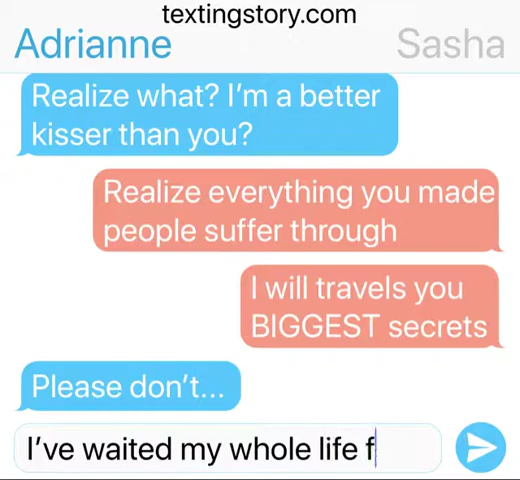 textingstory.com
Adrianne Sasha
Realize what? I’m a better
kisser than you?
Realize everything you made
people suffer through
I will travels you
BIGGEST secrets
Please don’t...
I’ve waited my whole life f